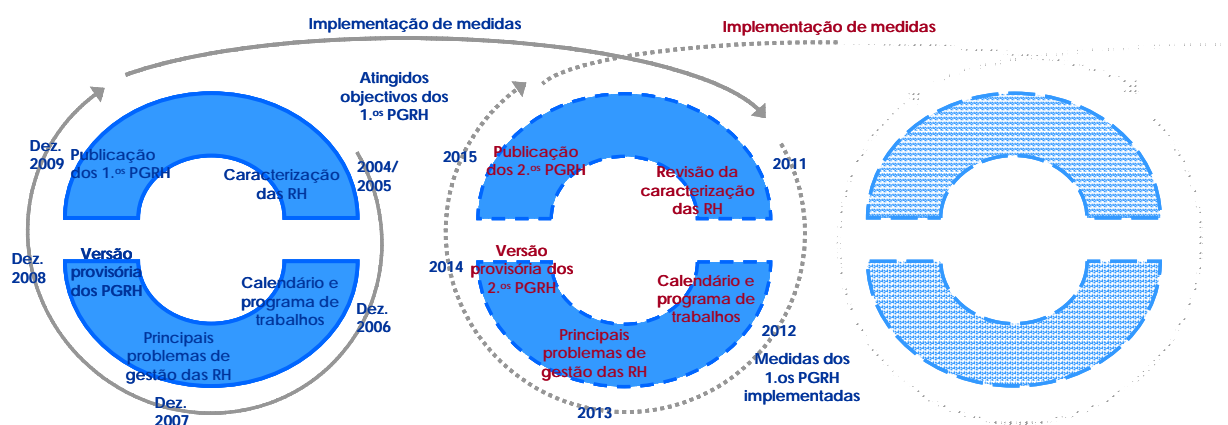 Implementação de medidas
Implementação de medidas
Atingidos
objectivos dos
1.ᵒˢ PGRH
Dez.
2009
Publicação
dos 1.ᵒˢ PGRH
Caracterização
das RH
2004/
2005
Versão
provisória
dos PGRH
Dez.
2008
Calendário e
programa de
trabalhos
Dez.
2006
Principais
problemas de
gestão das RH
Dez.
2007
2015
Publicação
dos 2.ᵒˢ PGRH
Revisão da
caracterização
das RH
2011
Versão
provisória dos
2.ᵒˢ PGRH
2014
Calendário e
programa de
trabalhos
2012
Principais
problemas de
gestão das RH
2013
Medidas dos
1.os PGRH
implementadas